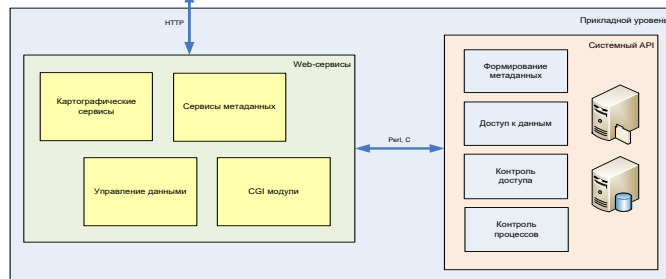 HTTP
Прикладной уровень
Web-сервисы
Системный API
Картографические
сервисы
Сервисы метаданных
Управление данными
CGI модули
Perl, C
Формирование
метаданных
Доступ к данным
Контроль
доступа
Контроль
процессов